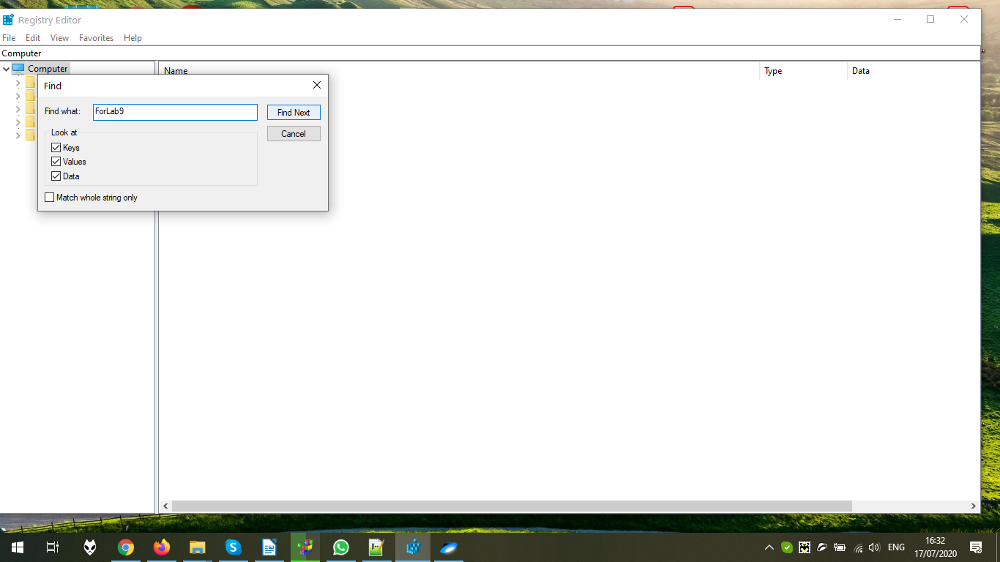 Registry Editor
File Edit View Favorites Help
Computer
Computer
Name Type Data
Find
Find what: ForLab9 Find Next
Cancel
Look at
Keys
Values
Data
Match whole string only
ENG
16:32
17/07/2020